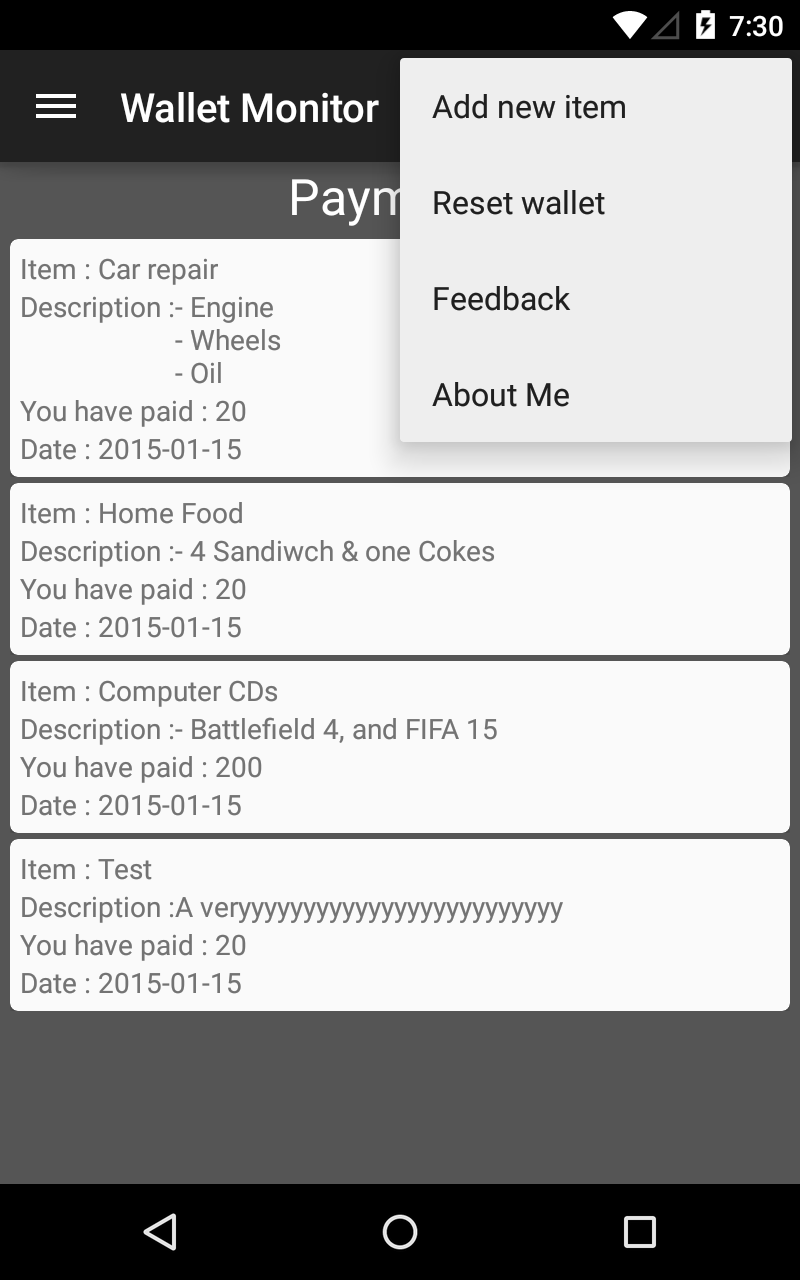 7:30
Wallet Monitor
Add new item
Reset wallet
Feedback
About Me
Item : Car repair
Description :- Engine
- Wheels
- Oil
You have paid : 20
Date : 2015-01-15
Item : Home Food
Description :- 4 Sandiwch & one Cokes
You have paid : 20
Date : 2015-01-15
Item : Computer CDs
Description :- Battlefield 4, and FIFA 15
You have paid : 200
Date : 2015-01-15
Item : Test
Description :A veryyyyyyyyyyyyyyyyyyyyyyyyy
You have paid : 20
Date : 2015-01-15